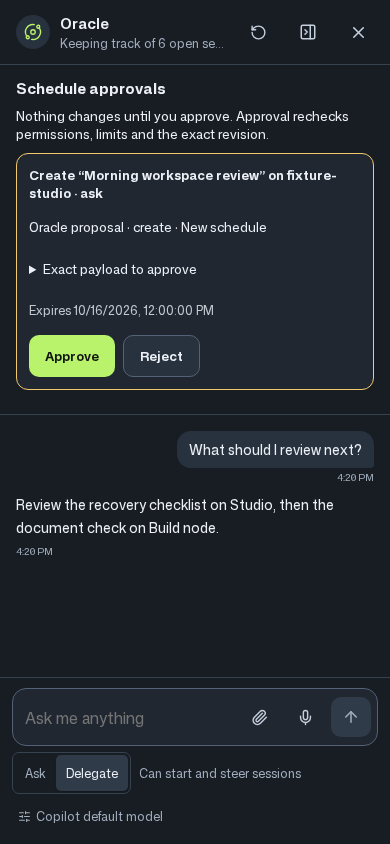 Oracle
Keeping track of 6 open se...
Schedule approvals
Nothing changes until you approve. Approval rechecks
permissions, limits and the exact revision.
Create “Morning workspace review” on fixture-
studio · ask
Oracle proposal · create · New schedule
Exact payload to approve
Expires 10/16/2026, 12:00:00 PM
Approve
Reject
What should I review next?
4:20 PM
Review the recovery checklist on Studio, then the
document check on Build node.
4:20 PM
Ask me anything
Ask
Delegate
Can start and steer sessions
Copilot default model